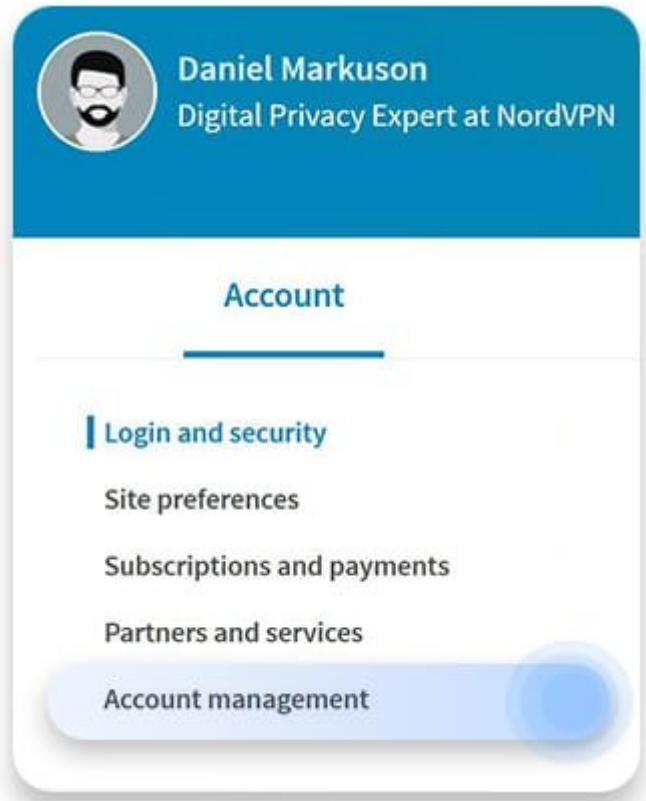 Daniel Markuson
Digital Privacy Expert at NordVPN
Account
Login and security
Site preferences
Subscriptions and payments
Partners and services
Account management